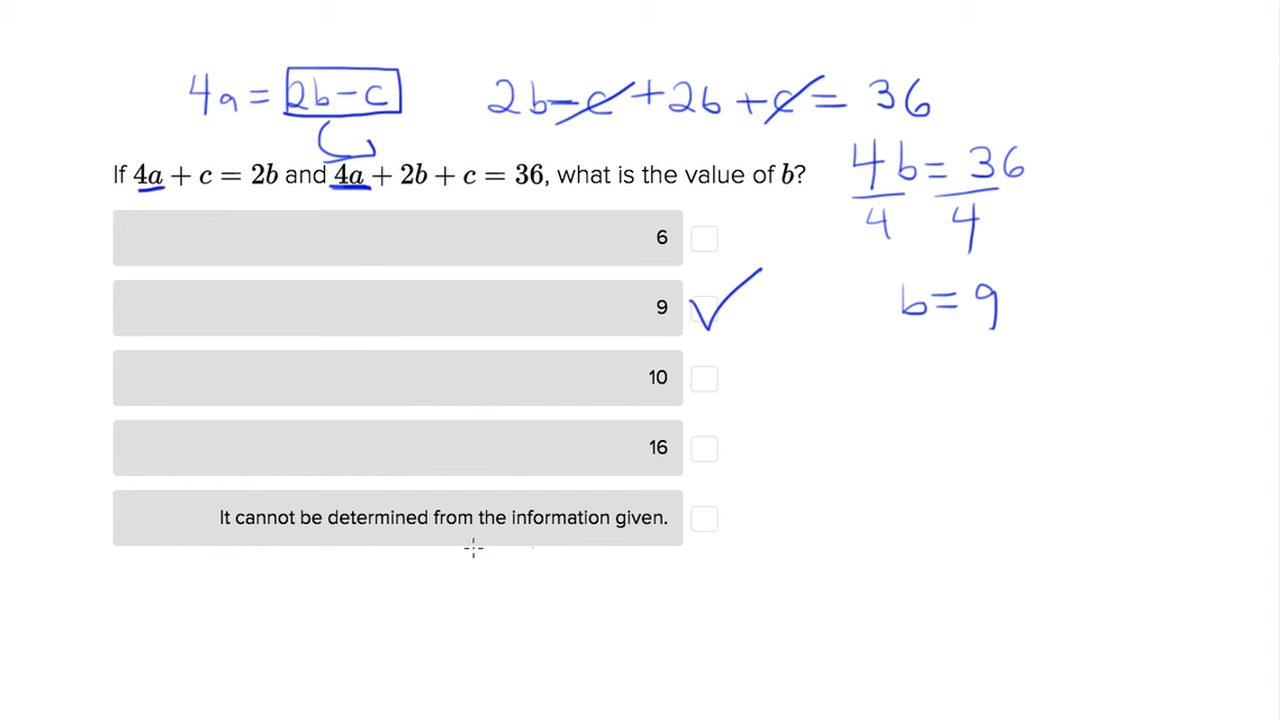 4a = 2b - c
2b - c + 2b + c = 36
If 4a + c = 2b and 4a + 2b + c = 36, what is the value of b?
4b = 36
4 4
6
9
b = 9
10
16
It cannot be determined from the information given.